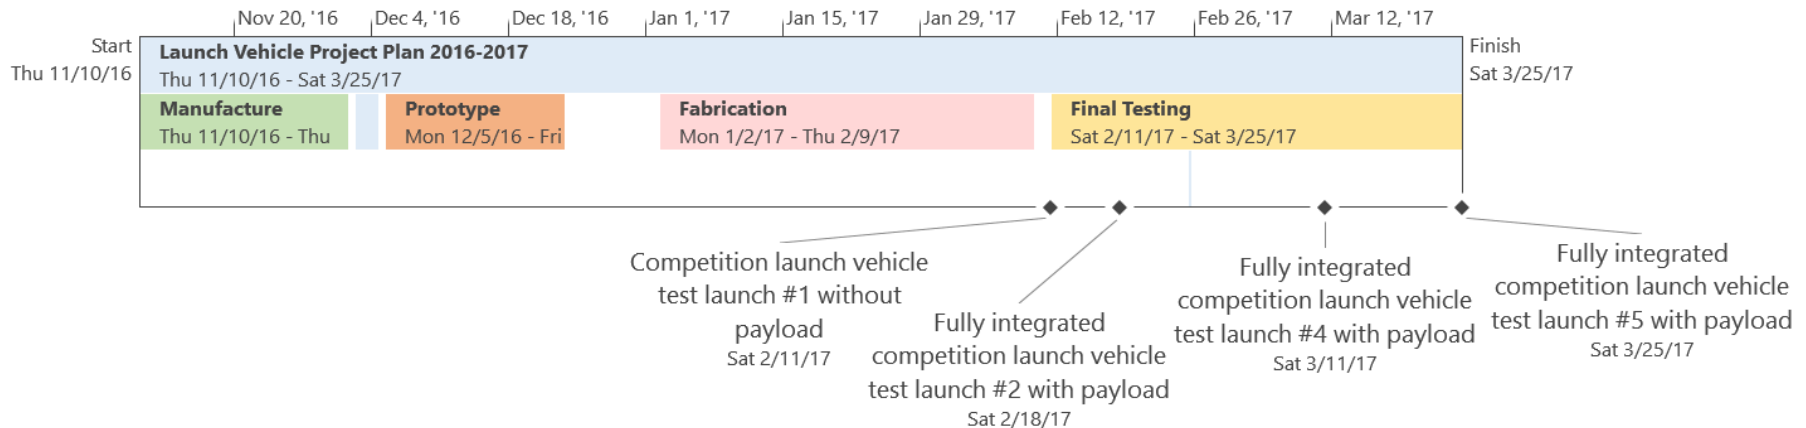 Nov 20, '16
Dec 4, '16
Dec 18, '16
Jan 1, '17
Jan 15, '17
Jan 29, '17
Feb 12, '17
Feb 26, '17
Mar 12, '17
Start
Thu 11/10/16
Launch Vehicle Project Plan 2016-2017
Thu 11/10/16 - Sat 3/25/17
Finish
Sat 3/25/17
Manufacture
Thu 11/10/16 - Thu
Prototype
Mon 12/5/16 - Fri
Fabrication
Mon 1/2/17 - Thu 2/9/17
Final Testing
Sat 2/11/17 - Sat 3/25/17
Competition launch vehicle
test launch #1 without
payload
Sat 2/11/17
Fully integrated
competition launch vehicle
test launch #2 with payload
Sat 2/18/17
Fully integrated
competition launch vehicle
test launch #4 with payload
Sat 3/11/17
Fully integrated
competition launch vehicle
test launch #5 with payload
Sat 3/25/17